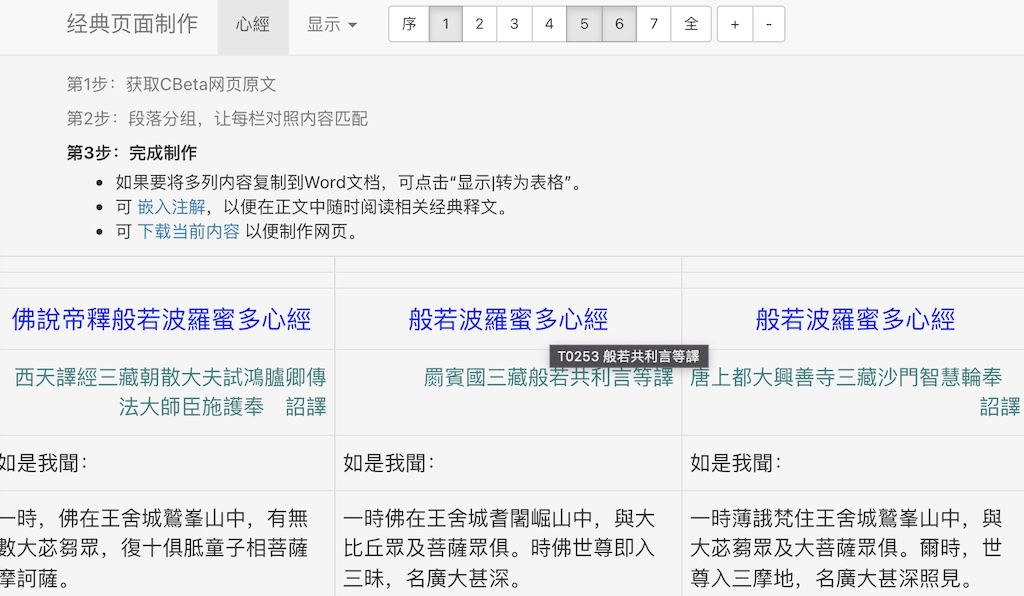 经典页面制作 心經 显示 序 1 2 3 4 5 6 7 全 + -
第1步：获取CBeta网页原文
第2步：段落分组，让每栏对照内容匹配
第3步：完成制作
如果要将多列内容复制到Word文档，可点击“显示|转为表格”。
可 嵌入注解，以便在正文中随时阅读相关经典释文。
可 下载当前内容 以便制作网页。
佛說帝釋般若波羅蜜多心經
西天譯經三藏朝散大夫試鴻臚卿傳
法大師臣施護奉　詔譯
如是我聞：
一時，佛在王舍城鷲峯山中，有無
數大苾芻眾，復十俱胝童子相菩薩
摩訶薩。
般若波羅蜜多心經
T0253 般若共利言等譯
罽賓國三藏般若共利言等譯
如是我聞：
一時佛在王舍城耆闍崛山中，與大
比丘眾及菩薩眾俱。時佛世尊即入
三昧，名廣大甚深。
般若波羅蜜多心經
唐上都大興善寺三藏沙門智慧輪奉
詔譯
如是我聞：
一時薄誐梵住王舍城鷲峯山中，與
大苾蒭眾及大菩薩眾俱。爾時，世
尊入三摩地，名廣大甚深照見。